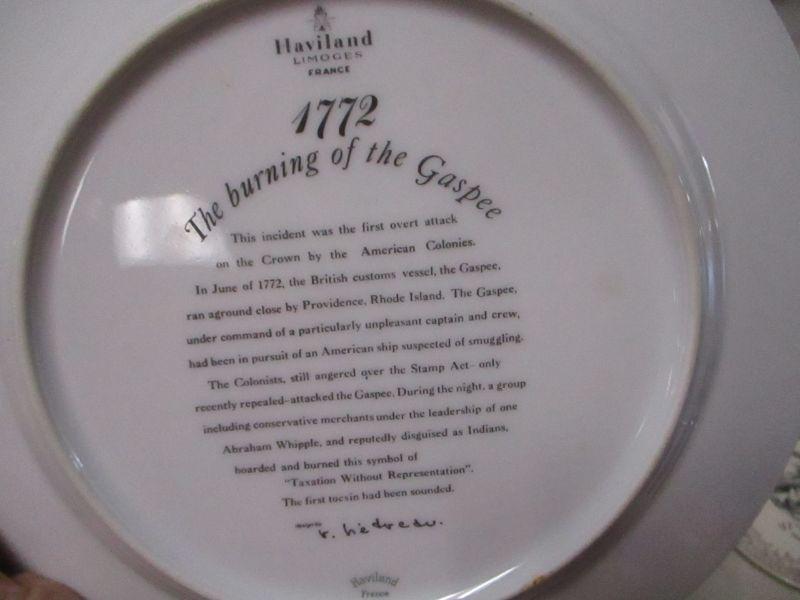 Haviland
LIMOGES
FRANCE
1772
The burning of the Gaspee
This incident was the first overt attack
on the Crown by the American Colonies.
In June of 1772, the British customs vessel, the Gaspee,
ran aground close by Providence, Rhode Island. The Gaspee,
under command of a particularly unpleasant captain and crew,
had been in pursuit of an American ship suspected of smuggling.
The Colonists, still angered over the Stamp Act- only
recently repealed-attacked the Gaspee. During the night, a group
including conservative merchants under the leadership of one
Abraham Whipple, and reputedly disguised as Indians,
boarded and burned this symbol of
"Taxation Without Representation".
The first tocsin had been sounded.
Haviland
France